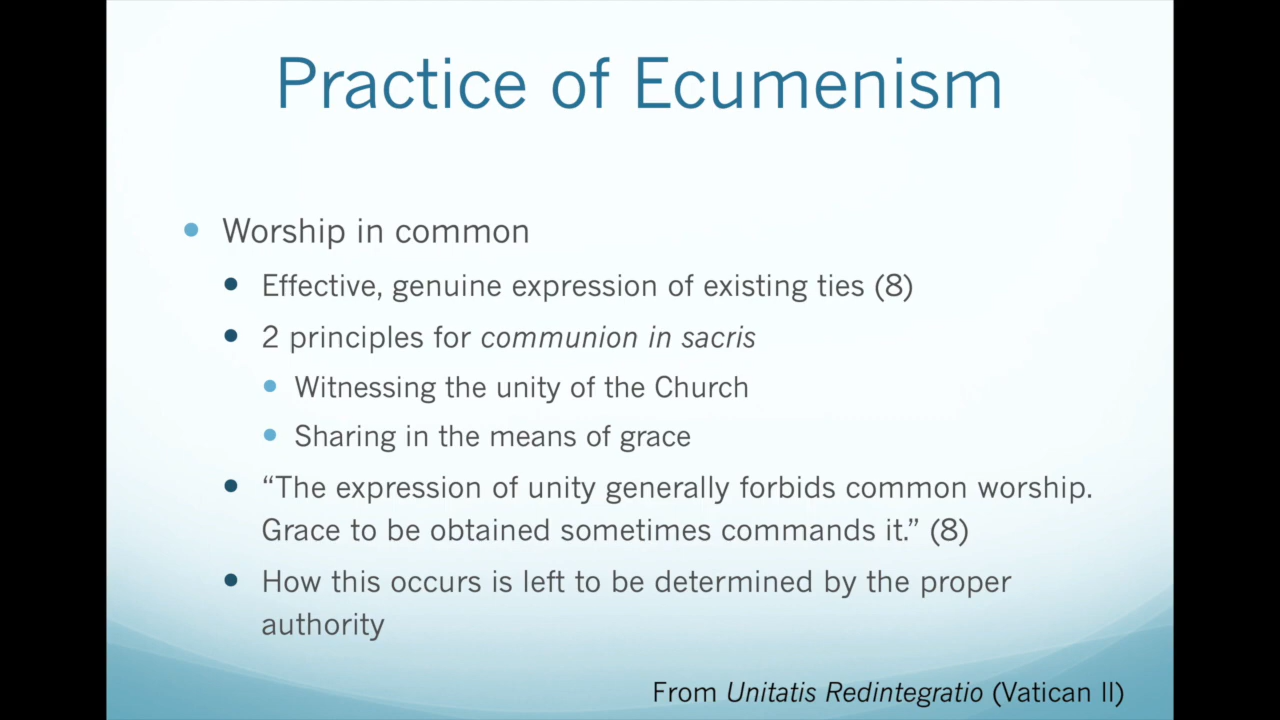 Practice of Ecumenism
Worship in common
Effective, genuine expression of existing ties (8)
2 principles for communion in sacris
Witnessing the unity of the Church
Sharing in the means of grace
“The expression of unity generally forbids common worship.
Grace to be obtained sometimes commands it.” (8)
How this occurs is left to be determined by the proper
authority
From Unitatis Redintegratio (Vatican II)